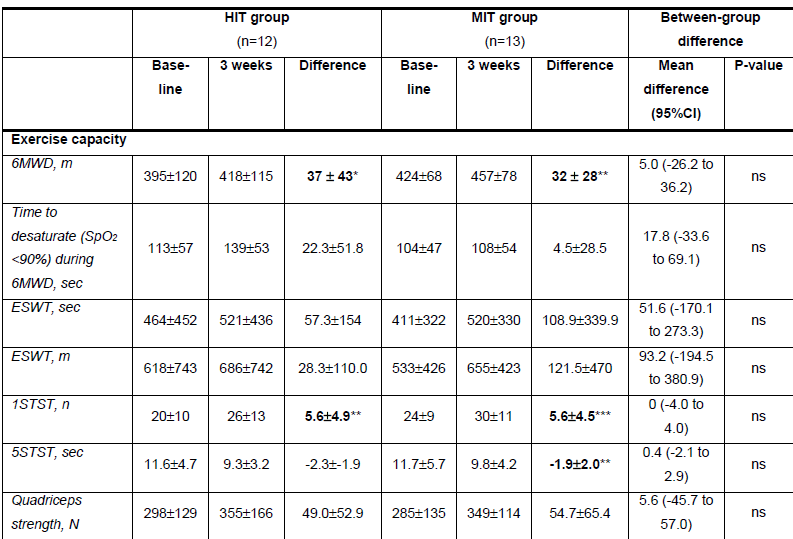 HIT group MIT group Between-group
(n=12) (n=13) difference
Base- 3 weeks Difference Base- 3 weeks Difference Mean P-value
line line difference
(95%CI)
Exercise capacity
6MWD, m 395±120 418±115 37 ± 43* 424±68 457±78 32 ± 28** 5.0 (-26.2 to ns
36.2)
Time to
desaturate (SpO₂ 113±57 139±53 22.3±51.8 104±47 108±54 4.5±28.5 17.8 (-33.6 ns
<90%) during to 69.1)
6MWD, sec
ESWT, sec 464±452 521±436 57.3±154 411±322 520±330 108.9±339.9 51.6 (-170.1 ns
to 273.3)
ESWT, m 618±743 686±742 28.3±110.0 533±426 655±423 121.5±470 93.2 (-194.5 ns
to 380.9)
1STST, n 20±10 26±13 5.6±4.9** 24±9 30±11 5.6±4.5*** 0 (-4.0 to ns
4.0)
5STST, sec 11.6±4.7 9.3±3.2 -2.3±-1.9 11.7±5.7 9.8±4.2 -1.9±2.0** 0.4 (-2.1 to ns
2.9)
Quadriceps 298±129 355±166 49.0±52.9 285±135 349±114 54.7±65.4 5.6 (-45.7 to ns
strength, N 57.0)